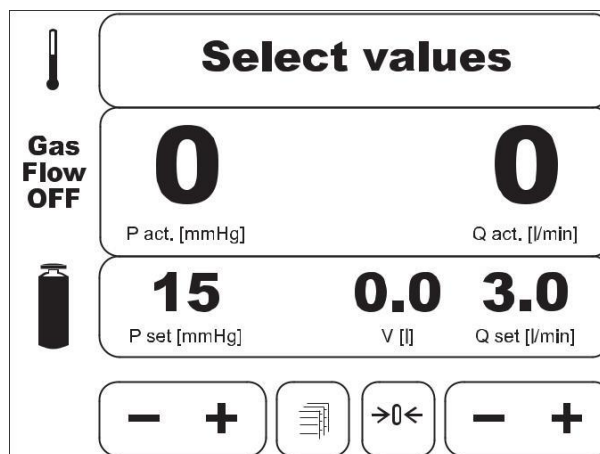 Select values
Gas
Flow
OFF
0 0
P act. [mmHg] Q act. [l/min]
15 0.0 3.0
P set [mmHg] V [l] Q set [l/min]
− + →0← − +